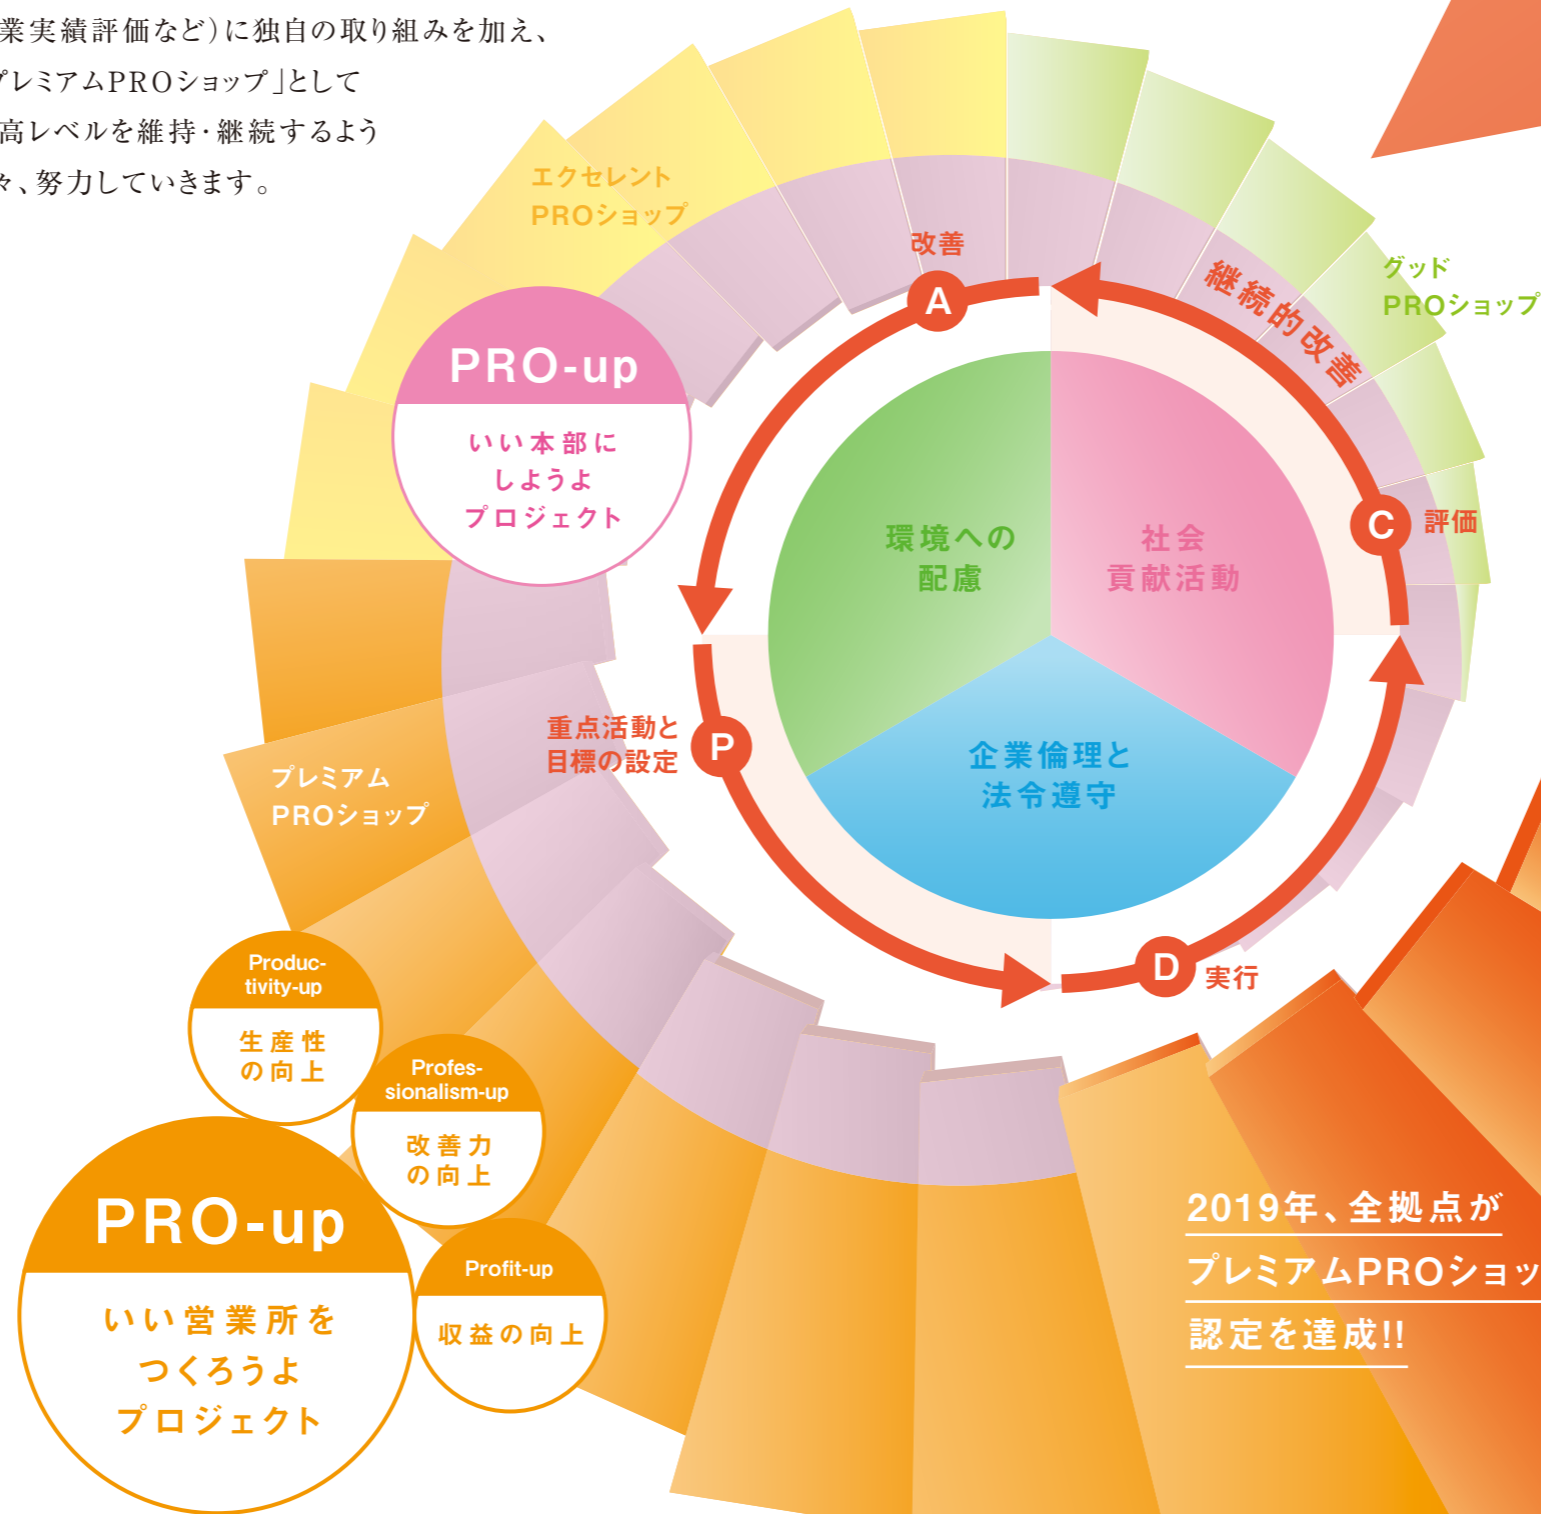 業実績評価など)に独自の取り組みを加え、
プレミアムPROショップ」として
高レベルを維持・継続するよう
々、努力していきます。
エクセレント
PROショップ
グッド
PROショップ
継続的改善
改善
A
C
評価
PRO-up
いい本部に
しようよ
プロジェクト
環境への
配慮
社会
貢献活動
企業倫理と
法令遵守
重点活動と
目標の設定
P
D
実行
プレミアム
PROショップ
Produc-
tivity-up
生産性
の向上
Profes-
sionalism-up
改善力
の向上
PRO-up
いい営業所を
つくろうよ
プロジェクト
Profit-up
収益の向上
2019年、全拠点が
プレミアムPROショッ
認定を達成!!